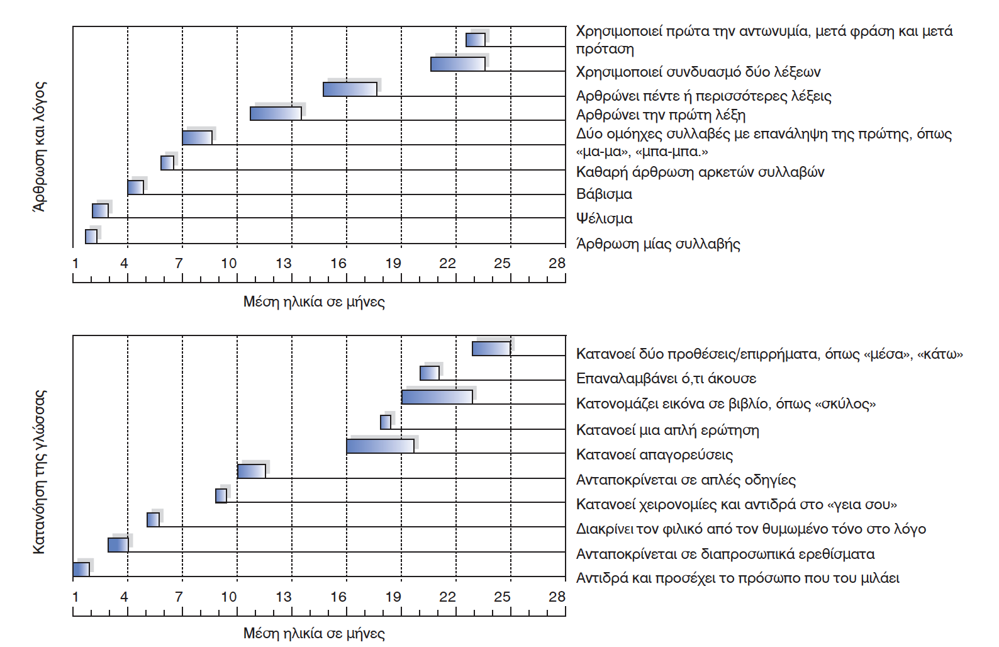 Άρθρωση και λόγος
Χρησιμοποιεί πρώτα την αντωνυμία, μετά φράση και μετά
πρόταση
Χρησιμοποιεί συνδυασμό δύο λέξεων
Αρθρώνει πέντε ή περισσότερες λέξεις
Αρθρώνει την πρώτη λέξη
Δύο ομόηχες συλλαβές με επανάληψη της πρώτης, όπως
«μα-μα», «μπα-μπα.»
Καθαρή άρθρωση αρκετών συλλαβών
Βάβισμα
Ψέλισμα
Άρθρωση μίας συλλαβής
1 4 7 10 13 16 19 22 25 28
Μέση ηλικία σε μήνες
Κατανόηση της γλώσσας
Κατανοεί δύο προθέσεις/επιρρήματα, όπως «μέσα», «κάτω»
Επαναλαμβάνει ό,τι άκουσε
Κατονομάζει εικόνα σε βιβλίο, όπως «σκύλος»
Κατανοεί μια απλή ερώτηση
Κατανοεί απαγορεύσεις
Ανταποκρίνεται σε απλές οδηγίες
Κατανοεί χειρονομίες και αντιδρά στο «γεια σου»
Διακρίνει τον φιλικό από τον θυμωμένο τόνο στο λόγο
Ανταποκρίνεται σε διαπροσωπικά ερεθίσματα
Αντιδρά και προσέχει το πρόσωπο που του μιλάει
1 4 7 10 13 16 19 22 25 28
Μέση ηλικία σε μήνες